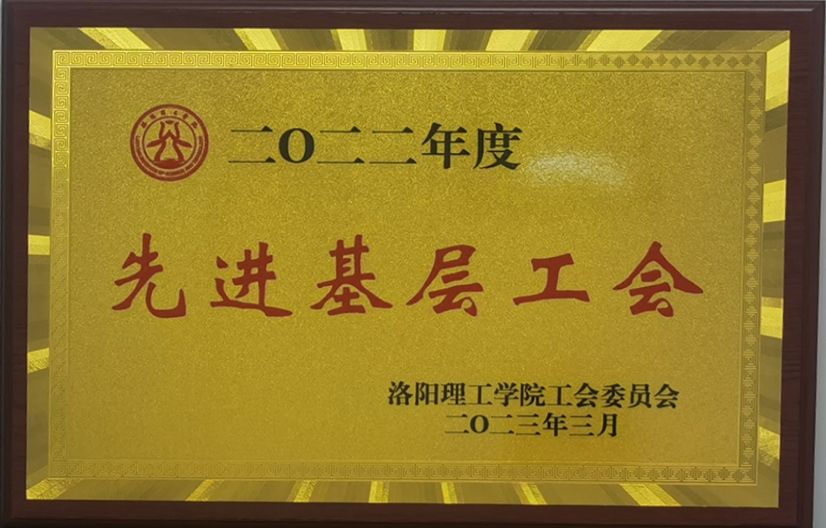 二〇二二年度
先进基层工会
洛阳理工学院工会委员会
二〇二三年三月